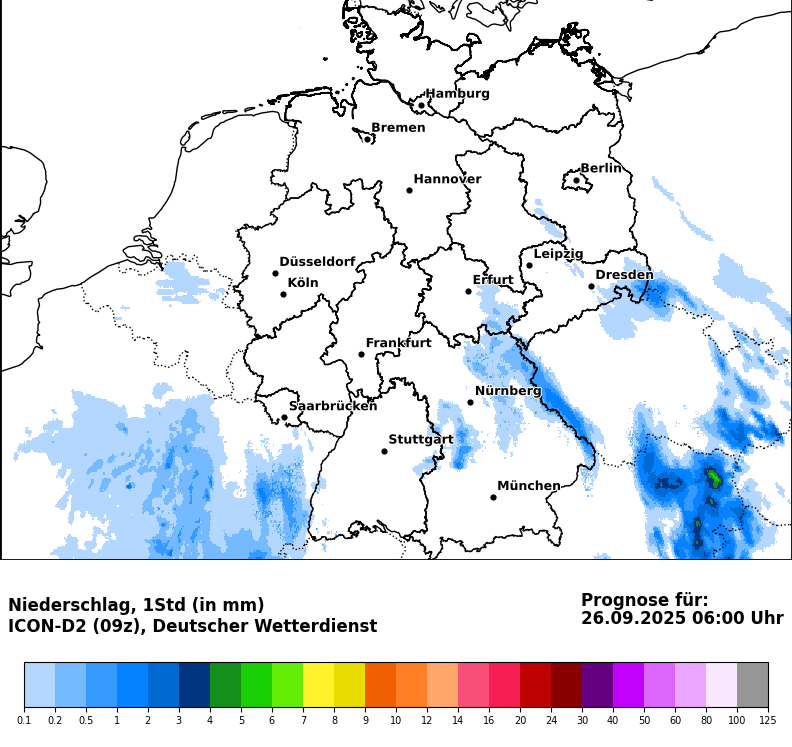 Hamburg
Bremen
Berlin
Hannover
Leipzig
Düsseldorf
Dresden
Köln
Erfurt
Frankfurt
Nürnberg
Saarbrücken
Stuttgart
München
Niederschlag, 1Std (in mm)
ICON-D2 (09z), Deutscher Wetterdienst
Prognose für:
26.09.2025 06:00 Uhr
0.1 0.2 0.5 1 2 3 4 5 6 7 8 9 10 12 14 16 20 24 30 40 50 60 80 100 125